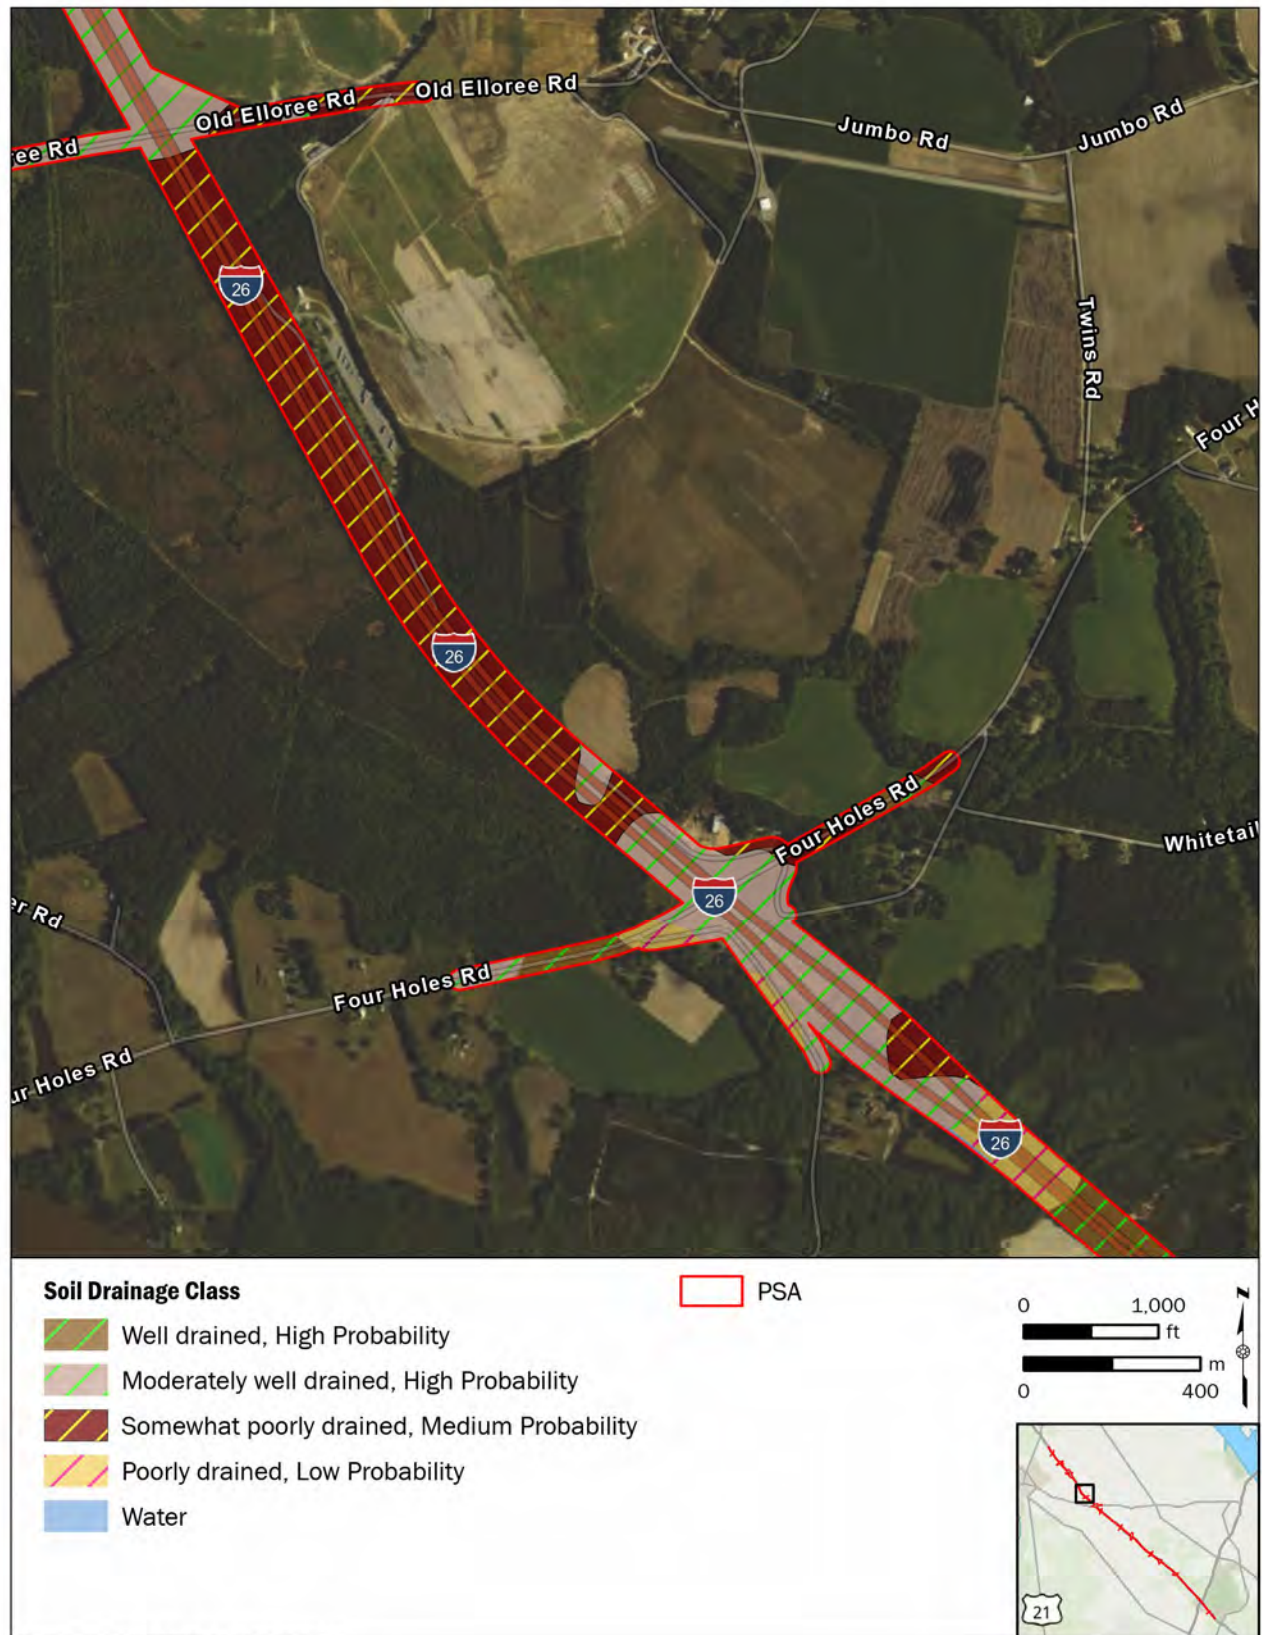 Old Elloree Rd
Old Elloree Rd
ree Rd
Jumbo Rd
Jumbo Rd
26
Twins Rd
Four H
26
Four Holes Rd
Whitetail
26
er Rd
Four Holes Rd
ur Holes Rd
26
Soil Drainage Class
Well drained, High Probability
Moderately well drained, High Probability
Somewhat poorly drained, Medium Probability
Poorly drained, Low Probability
Water
PSA
0 1,000
ft
m
0 400
N
21